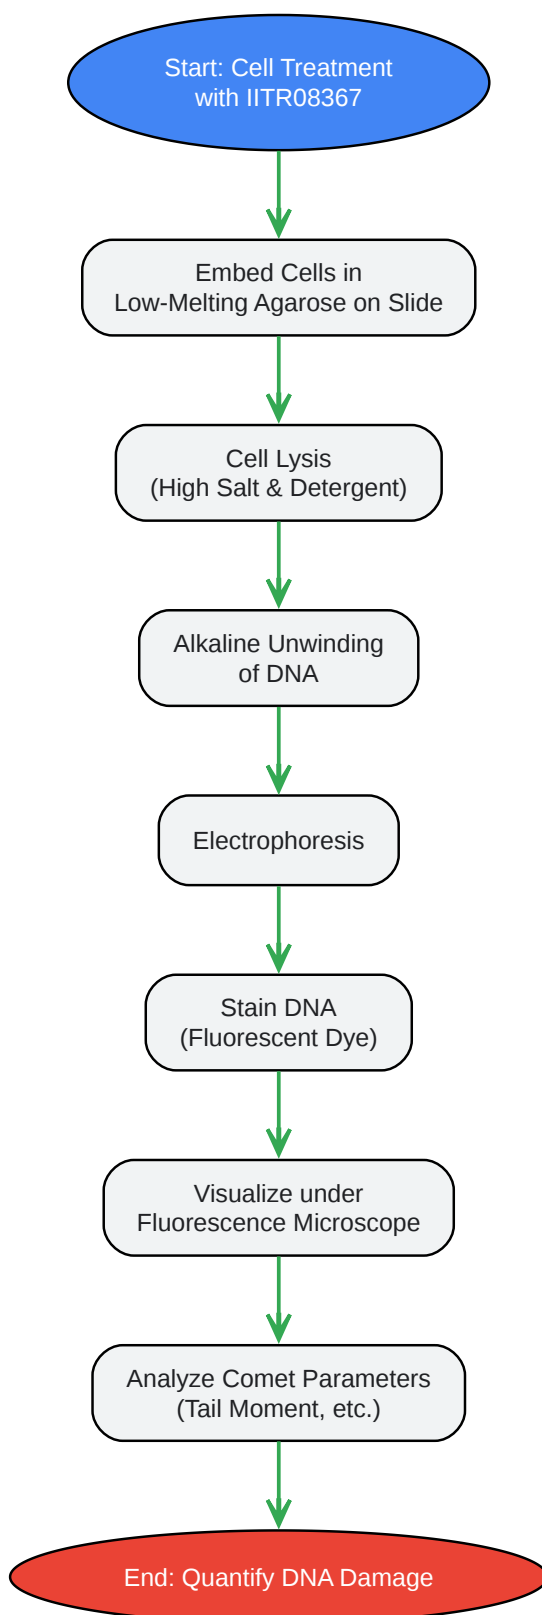 Start: Cell Treatment
with IITR08367
Embed Cells in
Low-Melting Agarose on Slide
Cell Lysis
(High Salt & Detergent)
Alkaline Unwinding
of DNA
Electrophoresis
Stain DNA
(Fluorescent Dye)
Visualize under
Fluorescence Microscope
Analyze Comet Parameters
(Tail Moment, etc.)
End: Quantify DNA Damage